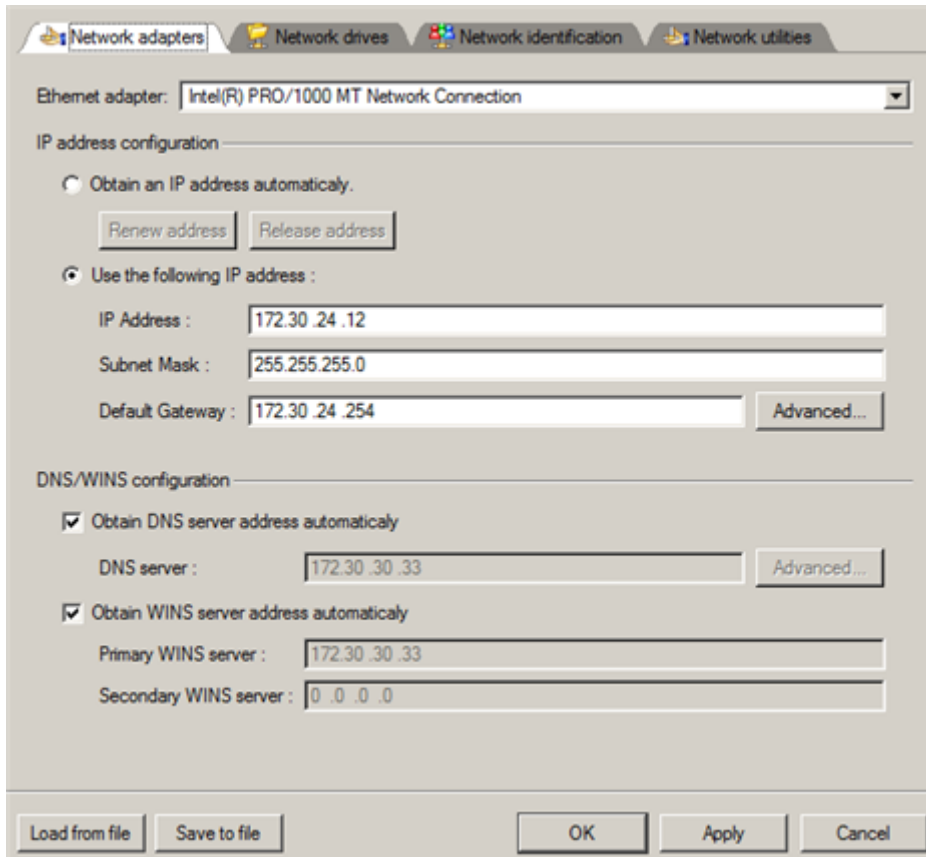 Network adapters Network drives Network identification Network utilities
Ethernet adapter: Intel(R) PRO/1000 MT Network Connection
IP address configuration
Obtain an IP address automaticaly.
Renew address Release address
Use the following IP address :
IP Address : 172.30 .24 .12
Subnet Mask : 255.255.255.0
Default Gateway : 172.30 .24 .254 Advanced...
DNS/WINS configuration
Obtain DNS server address automaticaly
DNS server : 172.30 .30 .33 Advanced...
Obtain WINS server address automaticaly
Primary WINS server : 172.30 .30 .33
Secondary WINS server : 0 .0 .0 .0
Load from file Save to file OK Apply Cancel